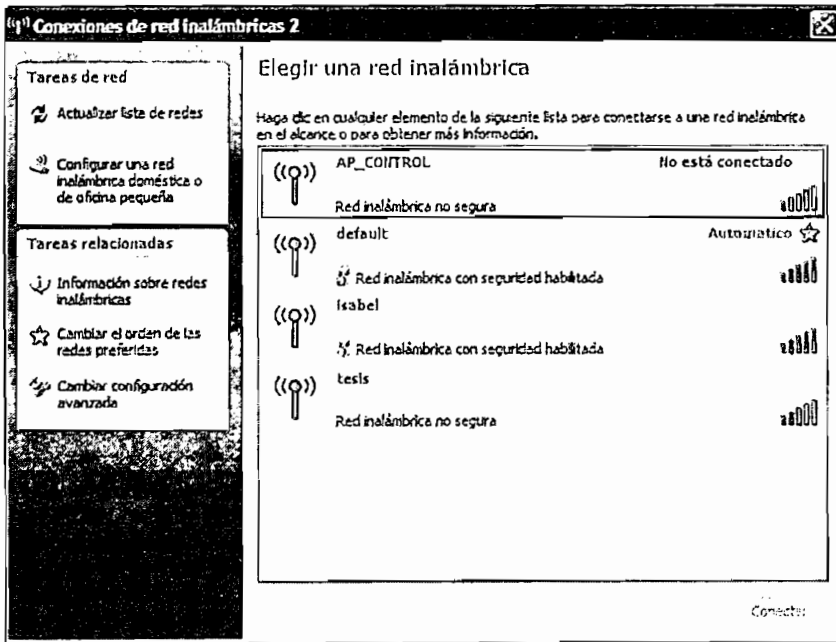 Conexiones de red inalámbricas 2
Tareas de red
Actualizar lista de redes
Configurar una red
inalámbrica doméstica o
de oficina pequeña
Tareas relacionadas
Información sobre redes
inalámbricas
Cambiar el orden de las
redes preferidas
Cambiar configuración
avanzada
Elegir una red inalámbrica
Haga clic en cualquier elemento de la siguiente lista para conectarse a una red inalámbrica
en el alcance o para obtener más información.
AP_CONTROL No está conectado
Red inalámbrica no segura
default Automático
Red inalámbrica con seguridad habilitada
Isabel
Red inalámbrica con seguridad habilitada
tesis
Red inalámbrica no segura
Conectar